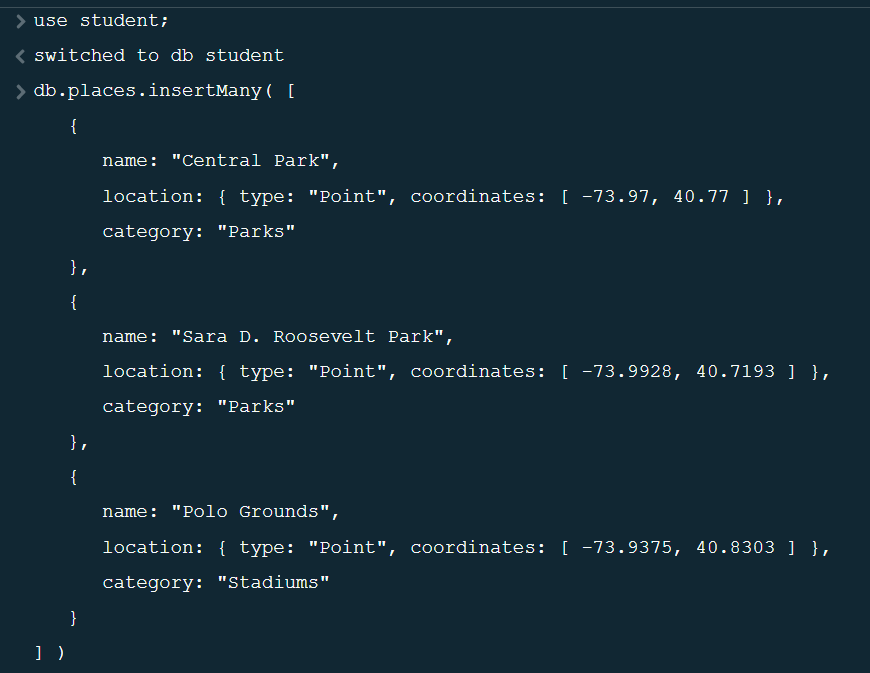 use student;
switched to db student
db.places.insertMany( [
{
name: "Central Park",
location: { type: "Point", coordinates: [ -73.97, 40.77 ] },
category: "Parks"
},
{
name: "Sara D. Roosevelt Park",
location: { type: "Point", coordinates: [ -73.9928, 40.7193 ] },
category: "Parks"
},
{
name: "Polo Grounds",
location: { type: "Point", coordinates: [ -73.9375, 40.8303 ] },
category: "Stadiums"
}
] )